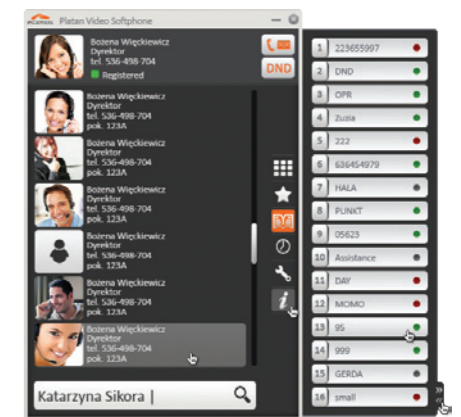 PLATAN Platan Video Softphone
Bożena Więckiewicz
Dyrektor
tel. 536-498-704
Registered
DND
Bożena Więckiewicz
Dyrektor
tel. 536-498-704
pok. 123A
Bożena Więckiewicz
Dyrektor
tel. 536-498-704
pok. 123A
Bożena Więckiewicz
Dyrektor
tel. 536-498-704
pok. 123A
Bożena Więckiewicz
Dyrektor
tel. 536-498-704
pok. 123A
Bożena Więckiewicz
Dyrektor
tel. 536-498-704
pok. 123A
Bożena Więckiewicz
Dyrektor
tel. 536-498-704
pok. 123A
Katarzyna Sikora |
i
1 223655997
2 DND
3 OPR
4 Zuzia
5 222
6 636454979
7 HALA
8 PUNKT
9 05623
10 Assistance
11 DAY
12 MOMO
13 95
14 999
15 GERDA
16 small